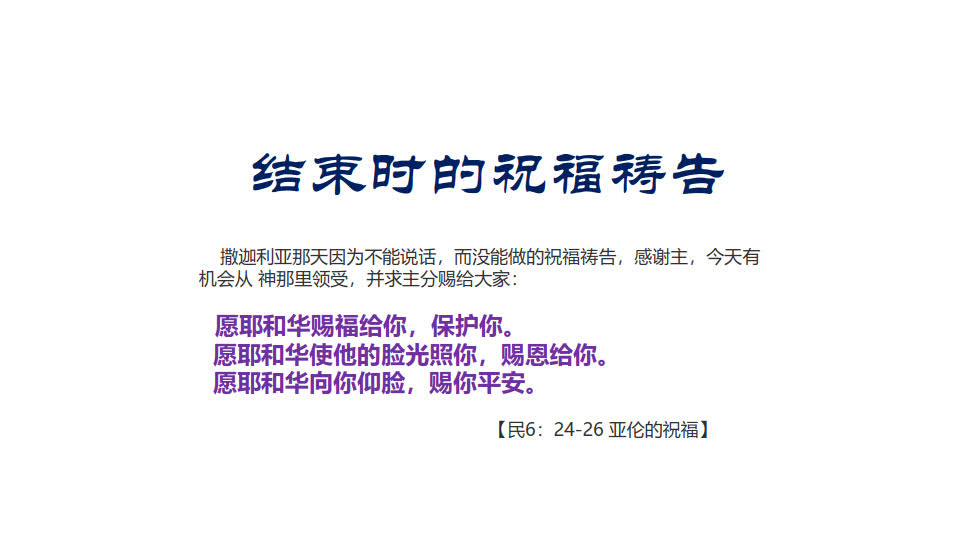 结束时的祝福祷告
撒迦利亚那天因为不能说话，而没能做的祝福祷告，感谢主，今天有
机会从 神那里领受，并求主分赐给大家：
愿耶和华赐福给你，保护你。
愿耶和华使他的脸光照你，赐恩给你。
愿耶和华向你仰脸，赐你平安。
【民6：24-26 亚伦的祝福】